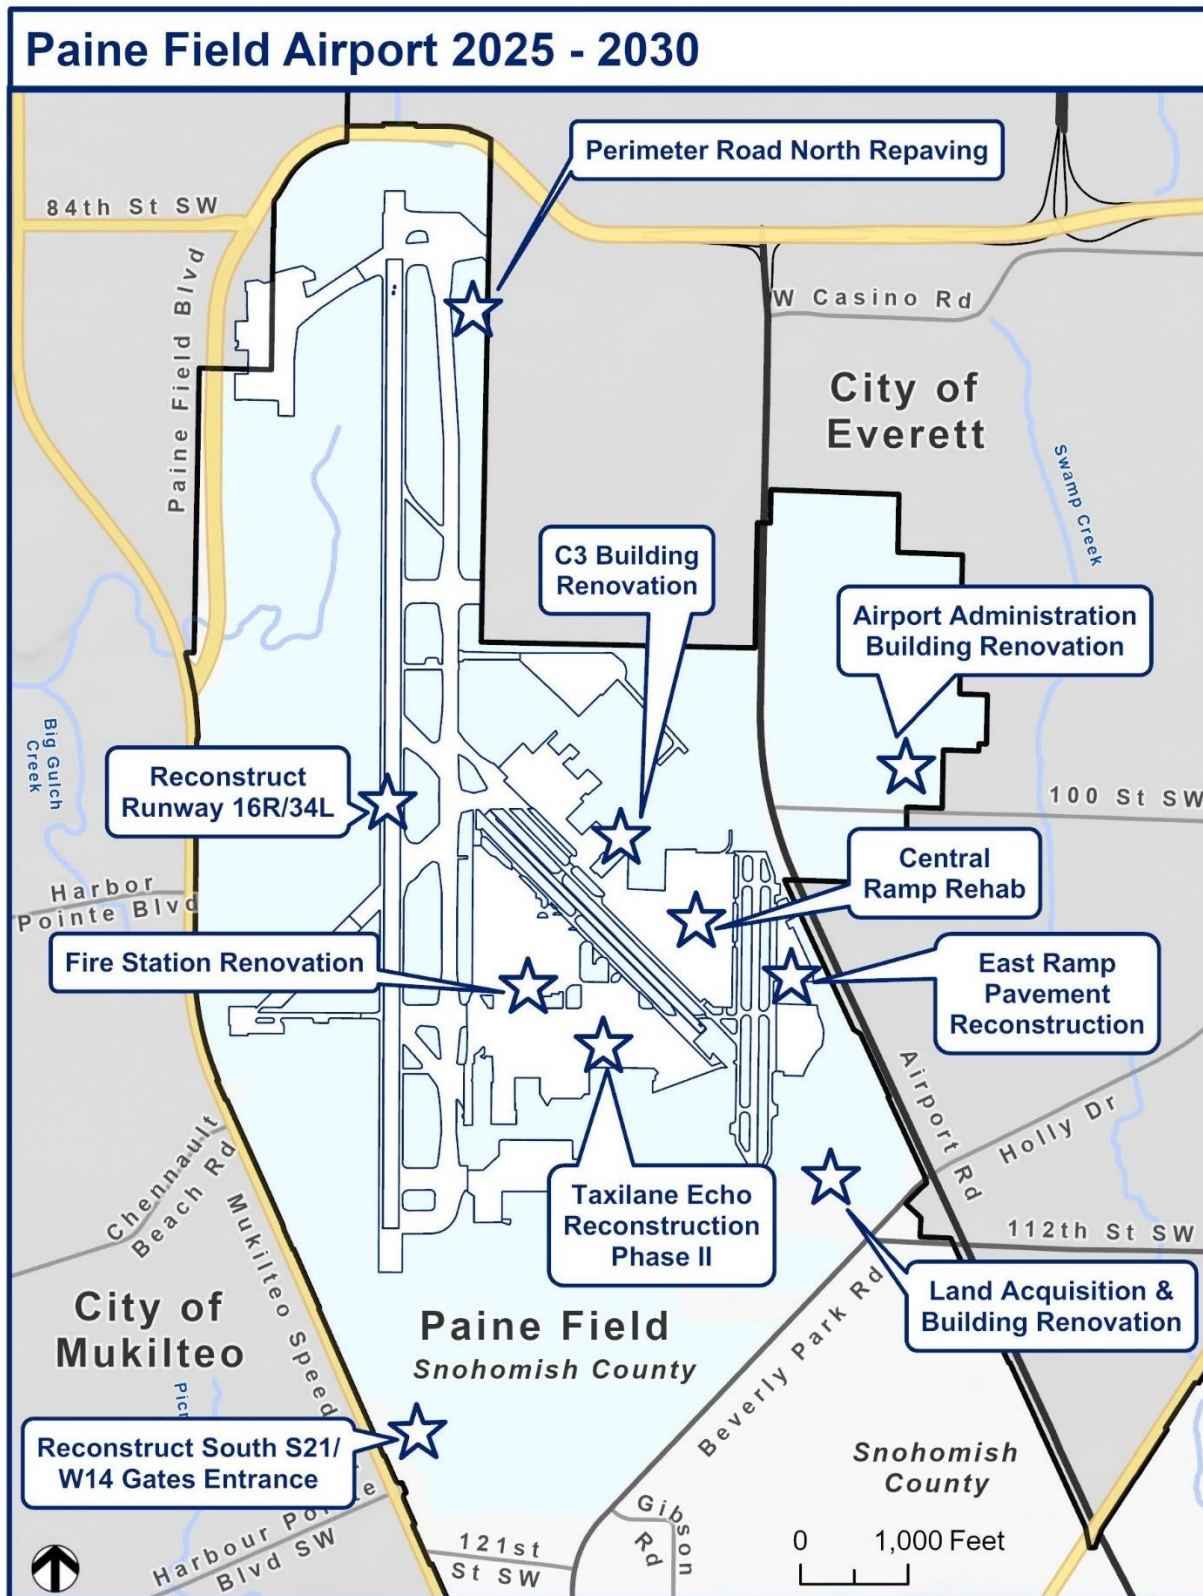 Paine Field Airport 2025 - 2030
Perimeter Road North Repaving
84th St SW
Paine Field Blvd
W Casino Rd
City of
Everett
Swamp Creek
C3 Building
Renovation
Airport Administration
Building Renovation
Big Gulch
Creek
Reconstruct
Runway 16R/34L
100 St SW
Central
Ramp Rehab
Harbor
Pointe Blvd
Fire Station Renovation
East Ramp
Pavement
Reconstruction
Airport Rd
Holly Dr
Chennault
Beach Rd
Mukilteo Speed
Taxilane Echo
Reconstruction
Phase II
112th St SW
Land Acquisition &
Building Renovation
City of
Mukilteo
Paine Field
Snohomish County
Beverly Park Rd
Reconstruct South S21/
W14 Gates Entrance
Snohomish
County
Harbour Pointe
Blvd SW
121st
St SW
Gibson
Rd
0 1,000 Feet